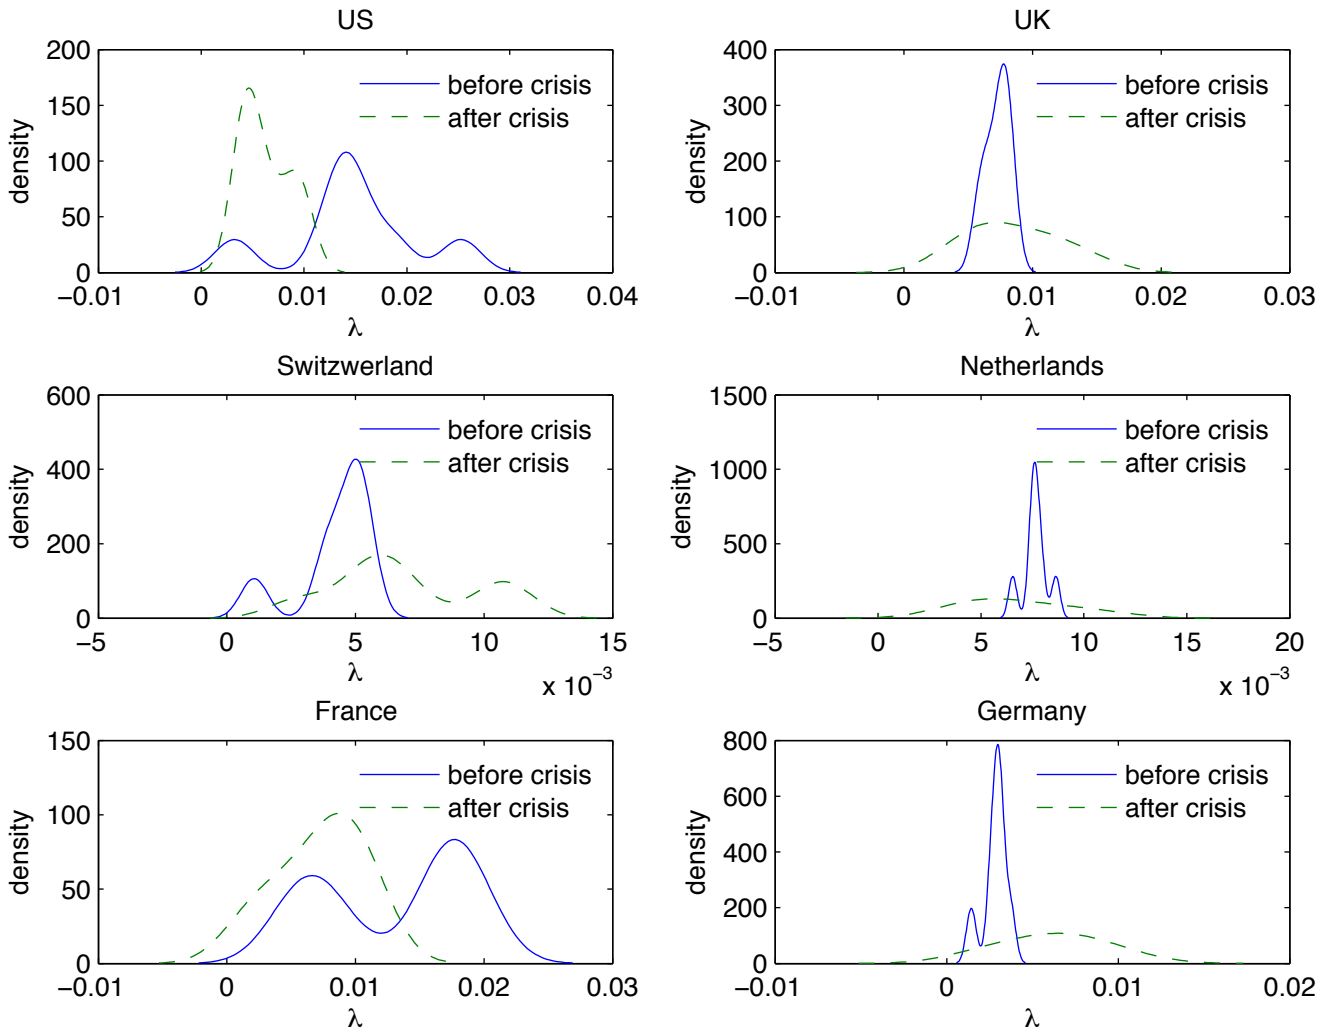 US
200
150
100
50
0
density
−0.01 0 0.01 0.02 0.03 0.04
λ
before crisis
after crisis
UK
400
300
200
100
0
density
−0.01 0 0.01 0.02 0.03
λ
before crisis
after crisis
Switzwerland
600
400
200
0
density
−5 0 5 10 15
λ
x 10⁻³
before crisis
after crisis
Netherlands
1500
1000
500
0
density
−5 0 5 10 15 20
λ
x 10⁻³
before crisis
after crisis
France
150
100
50
0
density
−0.01 0 0.01 0.02 0.03
λ
before crisis
after crisis
Germany
800
600
400
200
0
density
−0.01 0 0.01 0.02
λ
before crisis
after crisis